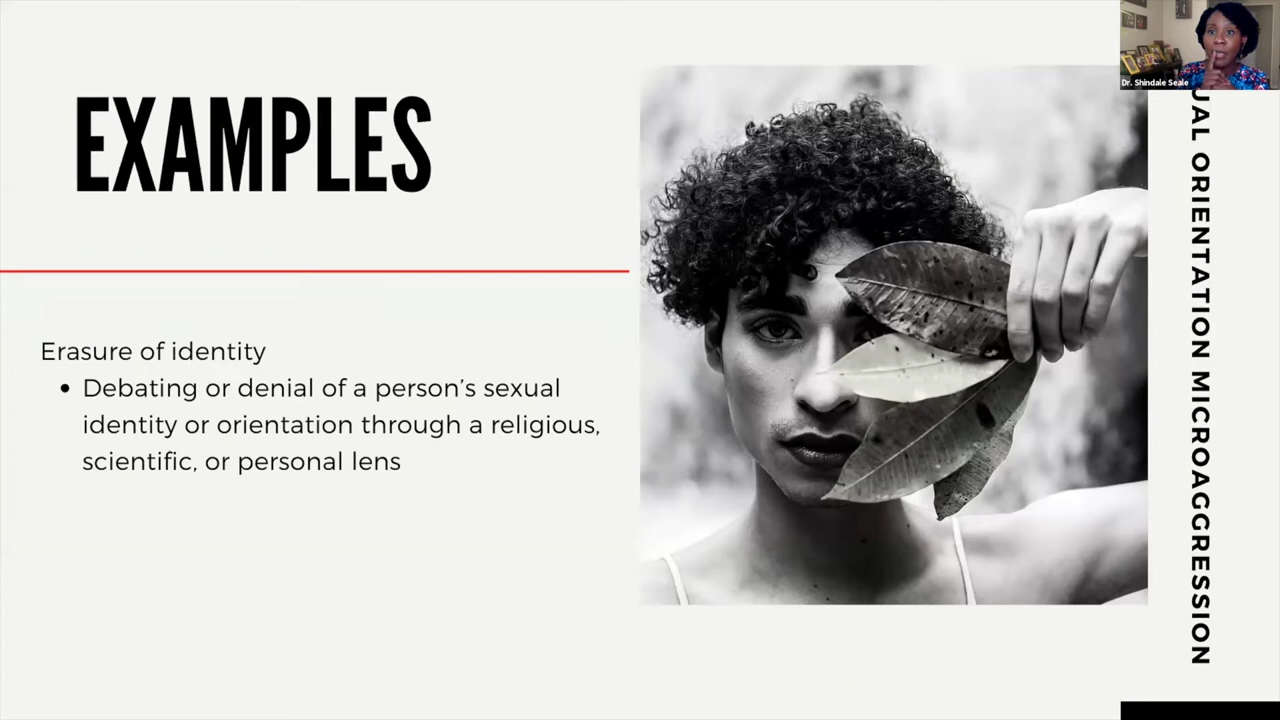 EXAMPLES
Erasure of identity
• Debating or denial of a person's sexual
identity or orientation through a religious,
scientific, or personal lens
Dr. Shindale Seale
UAL ORIENTATION MICROAGGRESSION